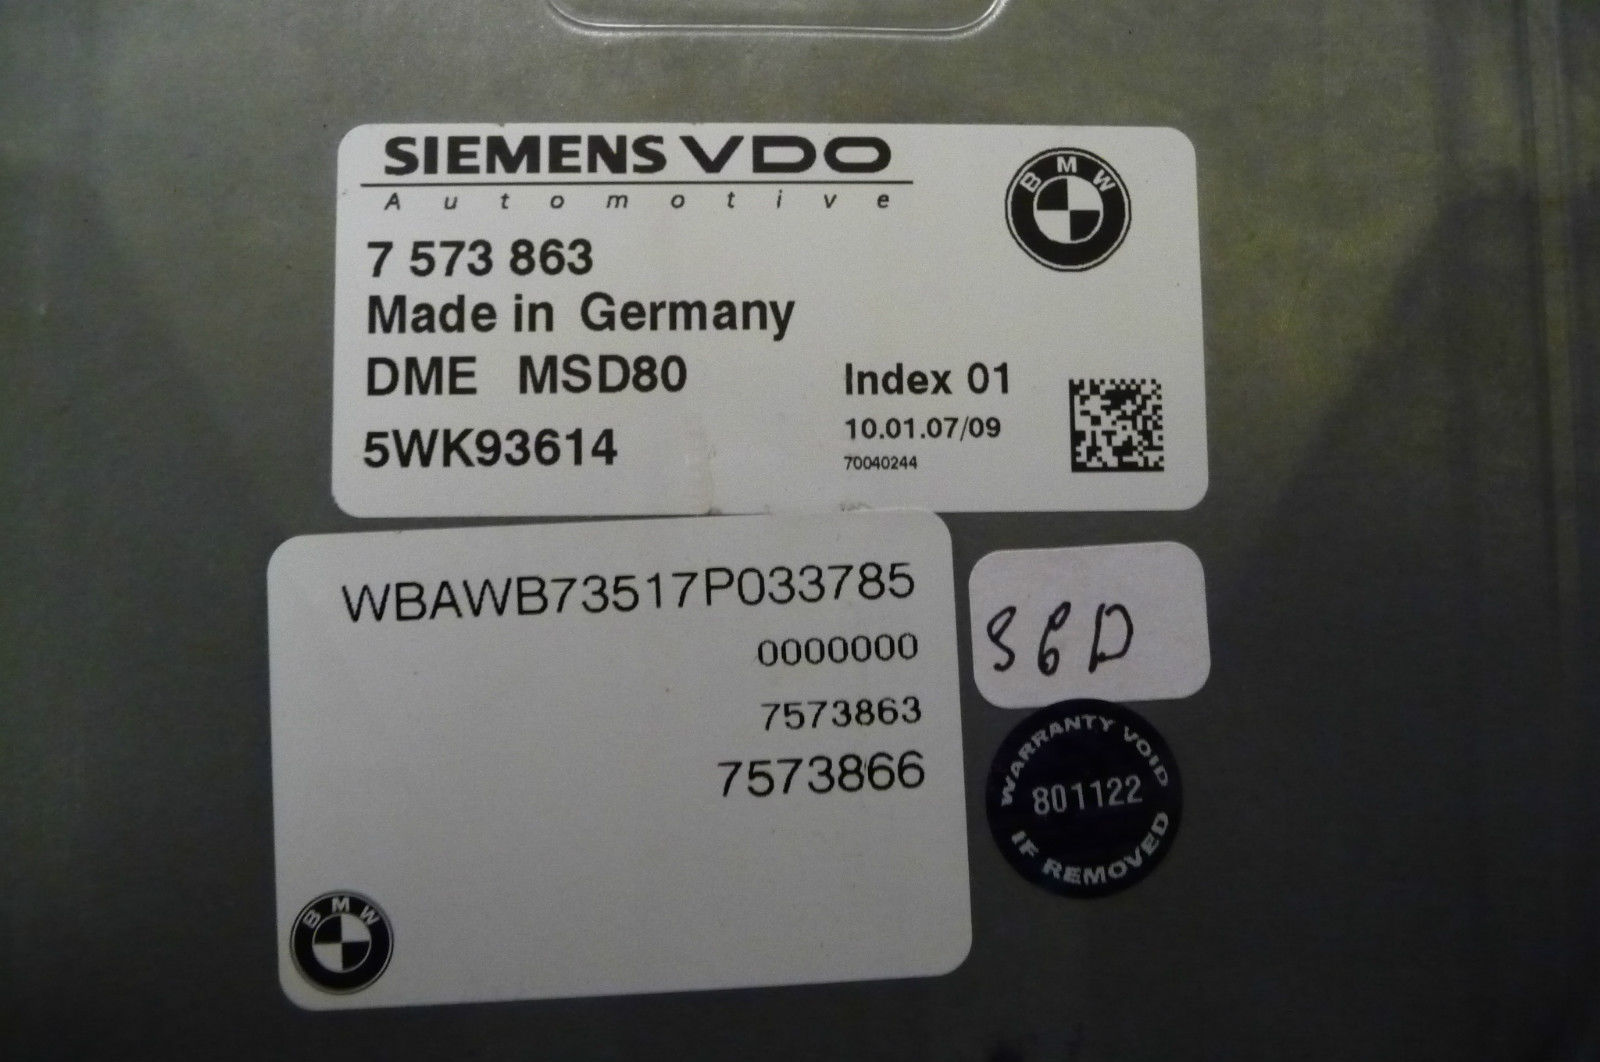 SIEMENS VDO
Automotive
BMW
7 573 863
Made in Germany
DME MSD80
Index 01
10.01.07/09
5WK93614
70040244
WBAWB73517P033785
0000000
7573863
7573866
BMW
S6D
WARRANTY VOID
801122
IF REMOVED